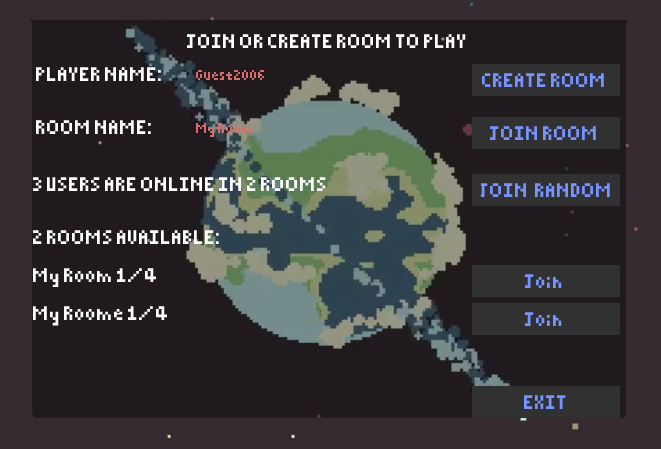 JOIN OR CREATE ROOM TO PLAY
PLAYER NAME: Guest2006 CREATE ROOM
ROOM NAME: MyRoom JOIN ROOM
3 USERS ARE ONLINE IN 2 ROOMS JOIN RANDOM
2 ROOMS AVAILABLE:
My Room 1/4 Join
My Roome 1/4 Join
EXIT